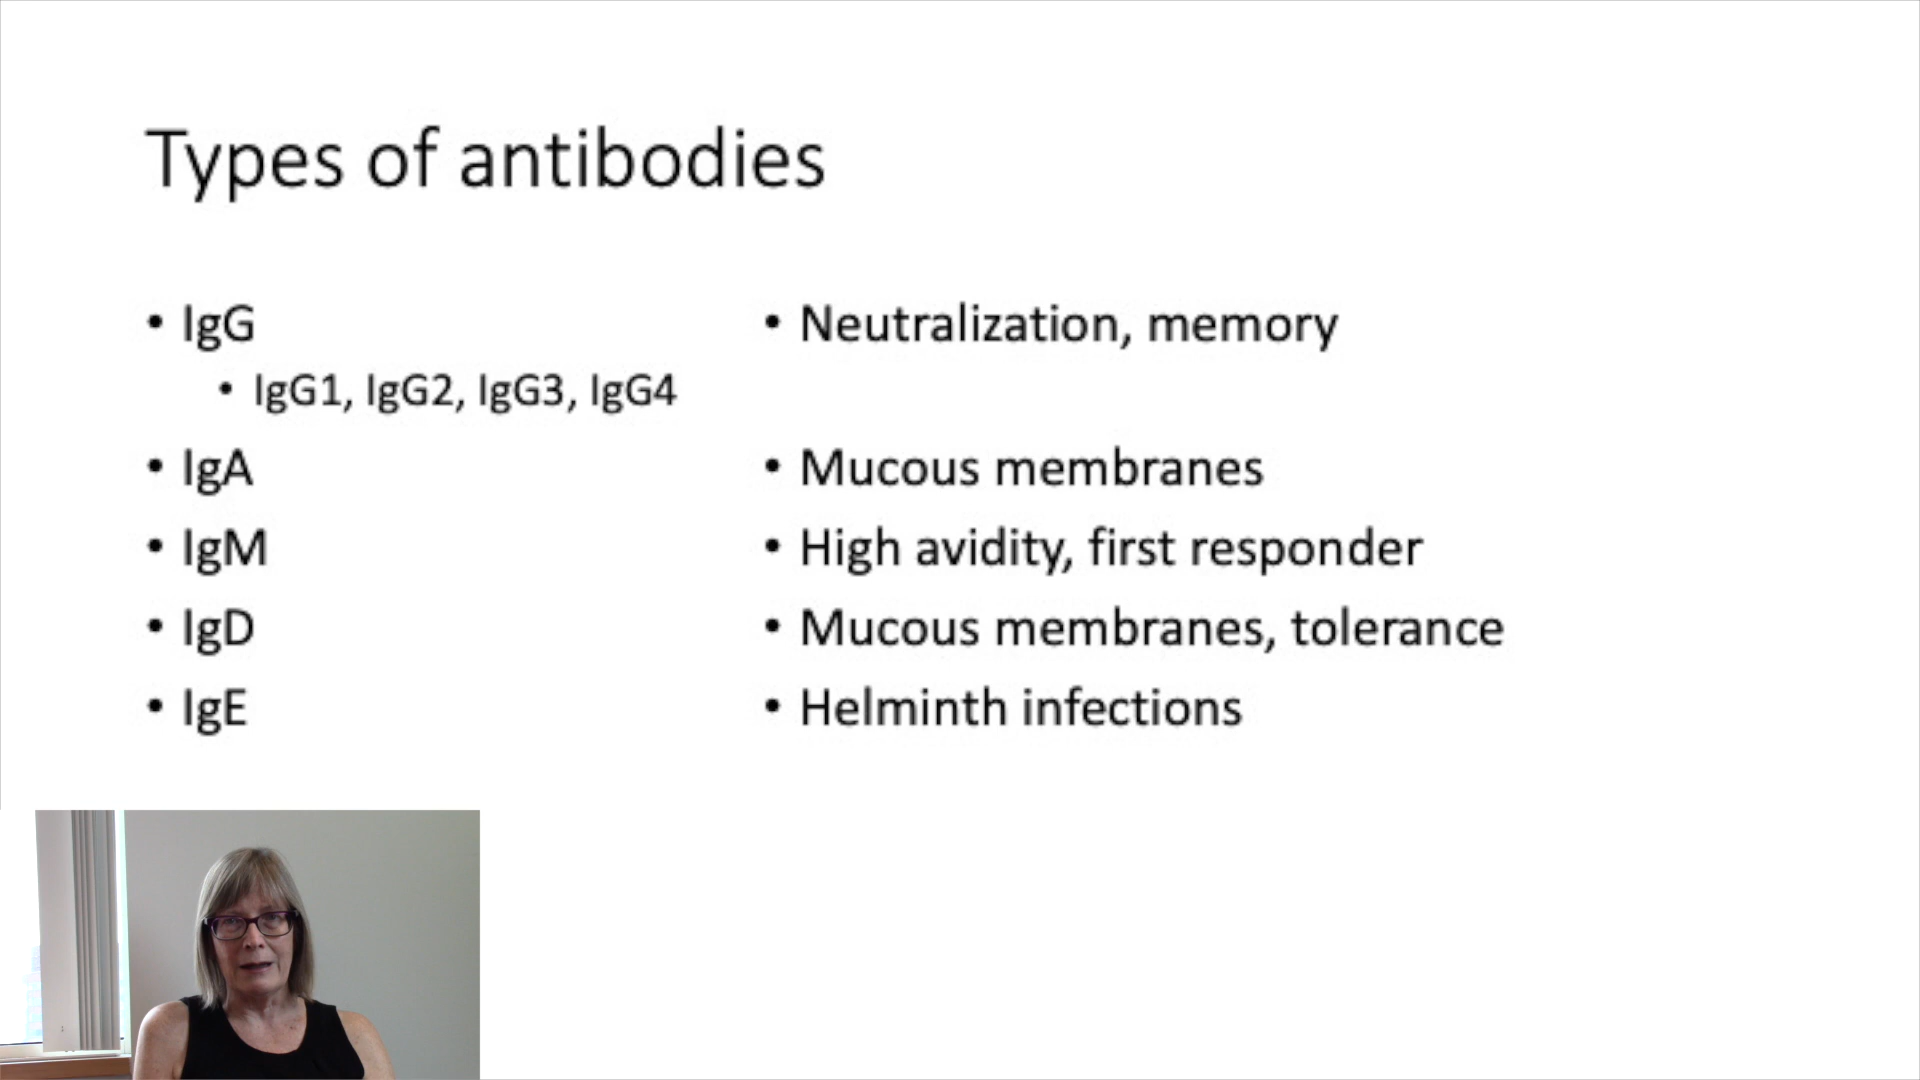 Types of antibodies
• IgG
• Neutralization, memory
• IgG1, IgG2, IgG3, IgG4
• IgA
• Mucous membranes
• IgM
• High avidity, first responder
• IgD
• Mucous membranes, tolerance
• IgE
• Helminth infections